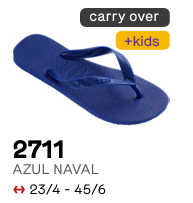 carry over
+kids
2711
AZUL NAVAL
↔ 23/4 - 45/6